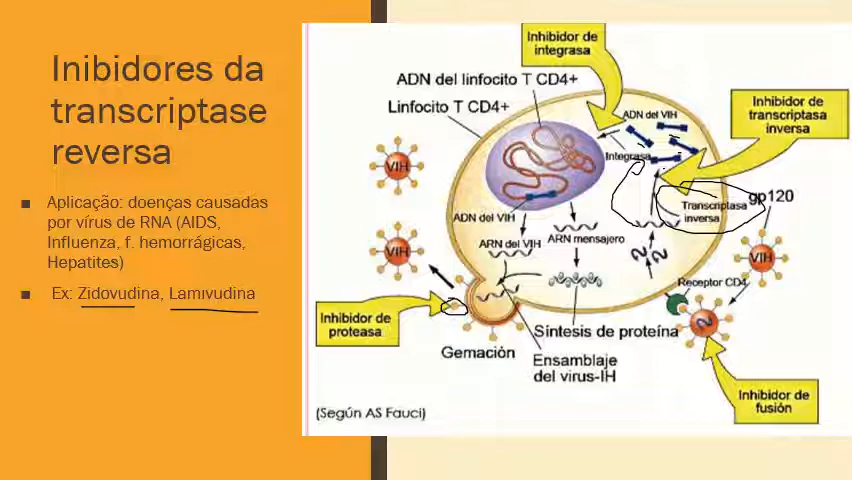 Inibidores da
transcriptase
reversa
Aplicação: doenças causadas
por vírus de RNA (AIDS,
Influenza, f. hemorrágicas,
Hepatites)
Ex: Zidovudina, Lamivudina
Inhibidor de
integrasa
ADN del linfocito T CD4+
Linfocito T CD4+
ADN del VIH
Inhibidor de
transcriptasa
inversa
Integrasa
VIH
Transcriptasa
inversa
gp120
ADN del VIH
ARN del VIH
ARN mensajero
VIH
VIH
Receptor CD4
Inhibidor de
proteasa
Síntesis de proteína
Gemación
Ensamblaje
del virus-IH
Inhibidor de
fusión
(Según AS Fauci)